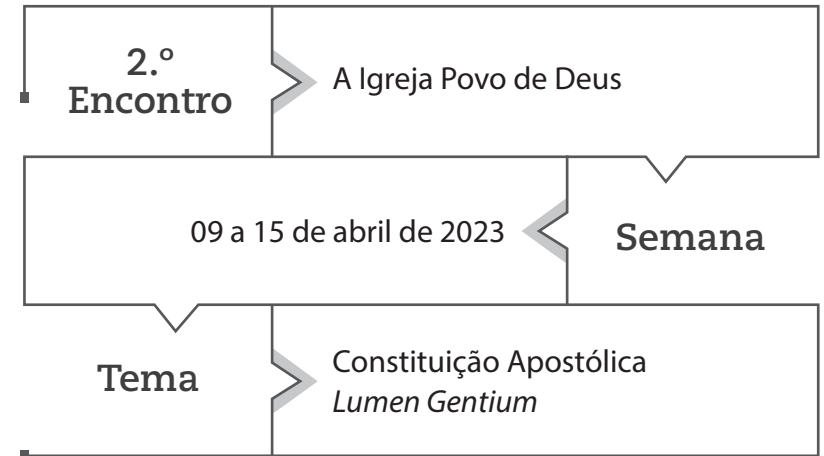 2.º
Encontro
A Igreja Povo de Deus
09 a 15 de abril de 2023
Semana
Tema
Constituição Apostólica
Lumen Gentium